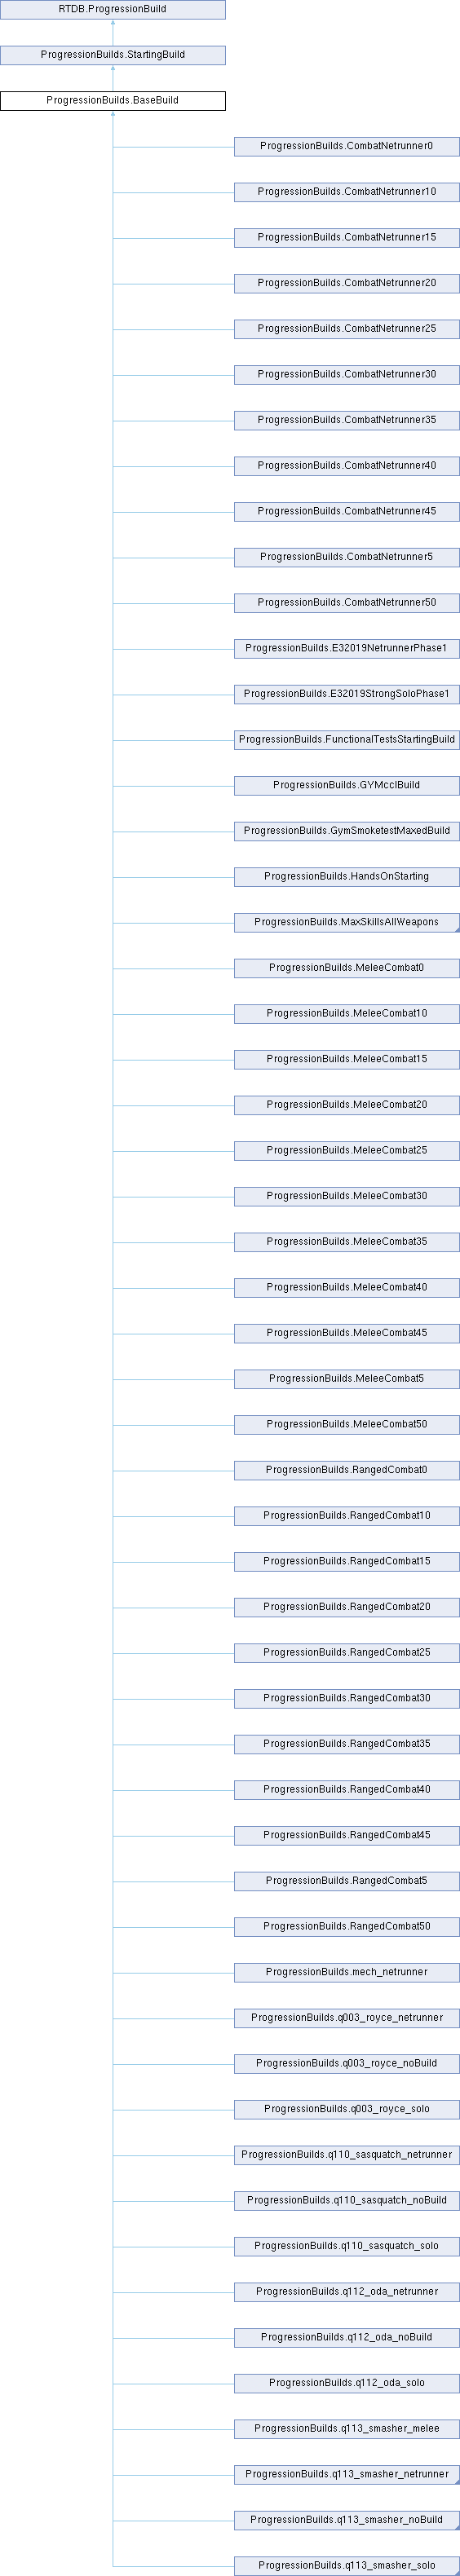 RTDB.ProgressionBuild
ProgressionBuilds.StartingBuild
ProgressionBuilds.BaseBuild
ProgressionBuilds.CombatNetrunner0
ProgressionBuilds.CombatNetrunner10
ProgressionBuilds.CombatNetrunner15
ProgressionBuilds.CombatNetrunner20
ProgressionBuilds.CombatNetrunner25
ProgressionBuilds.CombatNetrunner30
ProgressionBuilds.CombatNetrunner35
ProgressionBuilds.CombatNetrunner40
ProgressionBuilds.CombatNetrunner45
ProgressionBuilds.CombatNetrunner5
ProgressionBuilds.CombatNetrunner50
ProgressionBuilds.E32019NetrunnerPhase1
ProgressionBuilds.E32019StrongSoloPhase1
ProgressionBuilds.FunctionalTestsStartingBuild
ProgressionBuilds.GYMcclBuild
ProgressionBuilds.GymSmoketestMaxedBuild
ProgressionBuilds.HandsOnStarting
ProgressionBuilds.MaxSkillsAllWeapons
ProgressionBuilds.MeleeCombat0
ProgressionBuilds.MeleeCombat10
ProgressionBuilds.MeleeCombat15
ProgressionBuilds.MeleeCombat20
ProgressionBuilds.MeleeCombat25
ProgressionBuilds.MeleeCombat30
ProgressionBuilds.MeleeCombat35
ProgressionBuilds.MeleeCombat40
ProgressionBuilds.MeleeCombat45
ProgressionBuilds.MeleeCombat5
ProgressionBuilds.MeleeCombat50
ProgressionBuilds.RangedCombat0
ProgressionBuilds.RangedCombat10
ProgressionBuilds.RangedCombat15
ProgressionBuilds.RangedCombat20
ProgressionBuilds.RangedCombat25
ProgressionBuilds.RangedCombat30
ProgressionBuilds.RangedCombat35
ProgressionBuilds.RangedCombat40
ProgressionBuilds.RangedCombat45
ProgressionBuilds.RangedCombat5
ProgressionBuilds.RangedCombat50
ProgressionBuilds.mech_netrunner
ProgressionBuilds.q003_royce_netrunner
ProgressionBuilds.q003_royce_noBuild
ProgressionBuilds.q003_royce_solo
ProgressionBuilds.q110_sasquatch_netrunner
ProgressionBuilds.q110_sasquatch_noBuild
ProgressionBuilds.q110_sasquatch_solo
ProgressionBuilds.q112_oda_netrunner
ProgressionBuilds.q112_oda_noBuild
ProgressionBuilds.q112_oda_solo
ProgressionBuilds.q113_smasher_melee
ProgressionBuilds.q113_smasher_netrunner
ProgressionBuilds.q113_smasher_noBuild
ProgressionBuilds.q113_smasher_solo